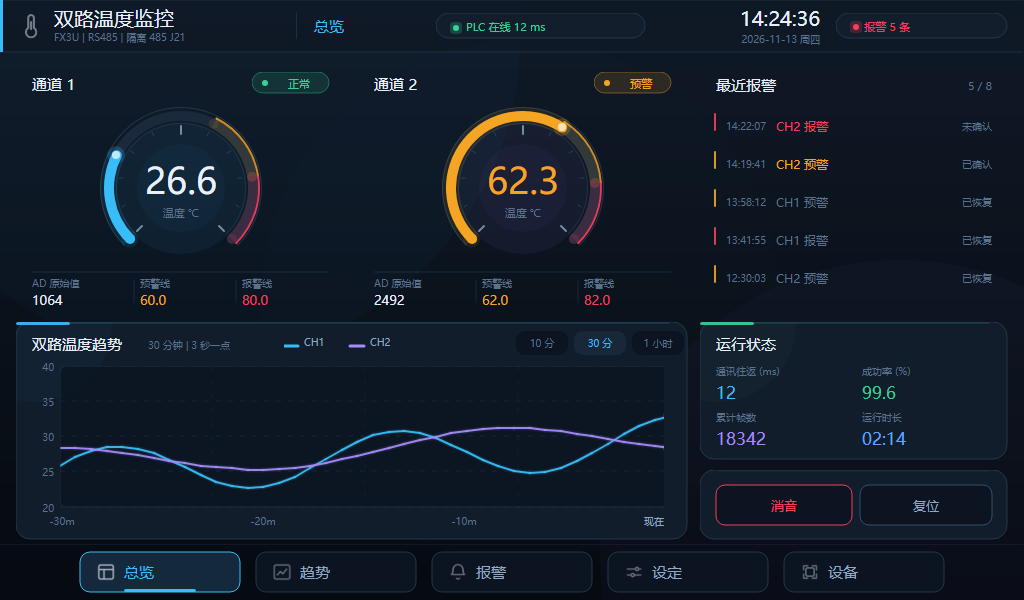 双路温度监控
FX3U | RS485 | 隔离 485 J21
总览
PLC 在线 12 ms
14:24:36
2026-11-13 周四
报警 5 条
通道 1
正常
26.6
温度 ℃
AD 原始值
1064
预警线
60.0
报警线
80.0
通道 2
预警
62.3
温度 ℃
AD 原始值
2492
预警线
62.0
报警线
82.0
最近报警
5 / 8
14:22:07 CH2 报警 未确认
14:19:41 CH2 预警 已确认
13:58:12 CH1 预警 已恢复
13:41:55 CH1 报警 已恢复
12:30:03 CH2 预警 已恢复
双路温度趋势
30 分钟 | 3 秒一点
CH1
CH2
10 分
30 分
1 小时
40
35
30
25
20
-30m
-20m
-10m
现在
运行状态
通讯往返 (ms)
12
成功率 (%)
99.6
累计帧数
18342
运行时长
02:14
消音
复位
总览
趋势
报警
设定
设备